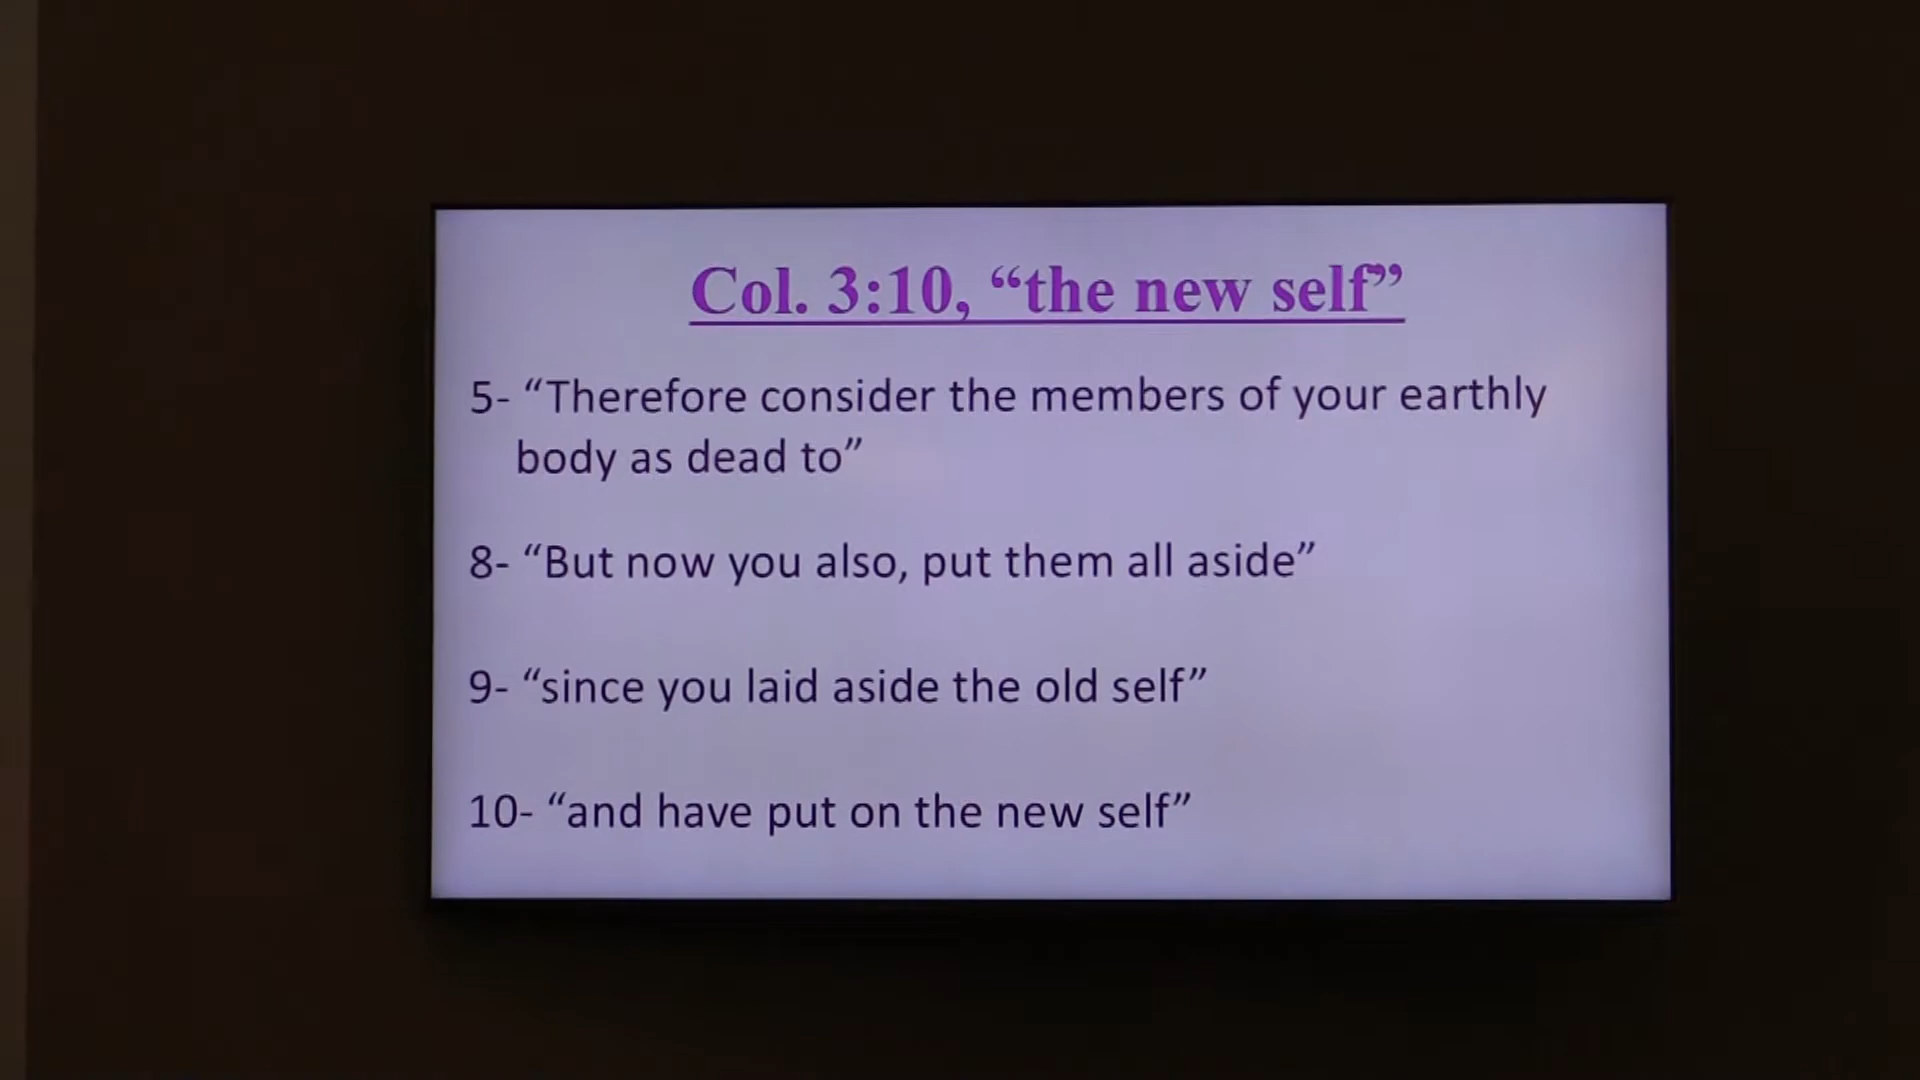 Col. 3:10, “the new self”
5- “Therefore consider the members of your earthly
body as dead to”
8- “But now you also, put them all aside”
9- “since you laid aside the old self”
10- “and have put on the new self”